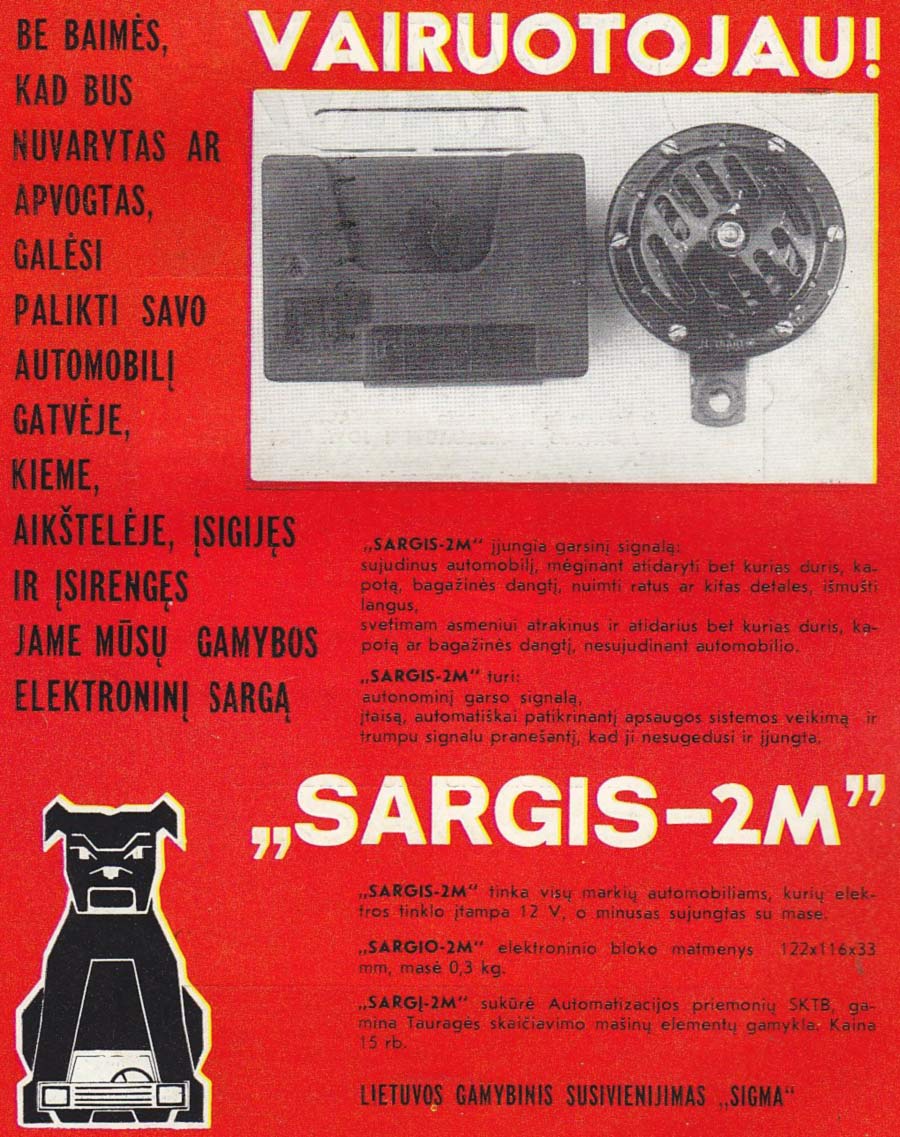 VAIRUOTOJAU!
BE BAIMĖS,
KAD BUS
NUVARYTAS AR
APVOGTAS,
GALĖSI
PALIKTI SAVO
AUTOMOBILĮ
GATVĖJE,
KIEME,
AIKŠTELĖJE, ĮSIGIJĘS
IR ĮSIRENGĘS
JAME MŪSŲ GAMYBOS
ELEKTRONINĮ SARGĄ
„SARGIS-2M“ įjungia garsinį signalą:
sujudinus automobilį, mėginant atidaryti bet kurias duris, ka-
potą, bagažinės dangtį, nuimti ratus ar kitas detales, išmušti
langus,
svetimam asmeniui atrakinus ir atidarius bet kurias duris, ka-
potą ar bagažinės dangtį, nesujudinant automobilio.
„SARGIS-2M“ turi:
autonominį garso signalą,
įtaisą, automatiškai patikrinantį apsaugos sistemos veikimą ir
trumpu signalu pranešantį, kad ji nesugedusi ir įjungta.
„SARGIS-2M”
„SARGIS-2M“ tinka visų markių automobiliams, kurių elek-
tros tinklo įtampa 12 V, o minusas sujungtas su mase.
„SARGIO-2M“ elektroninio bloko matmenys 122x116x33
mm, masė 0,3 kg.
„SARGĮ-2M“ sukūrė Automatizacijos priemonių SKTB, ga-
mina Tauragės skaičiavimo mašinų elementų gamykla. Kaina
15 rb.
LIETUVOS GAMYBINIS SUSIVIENIJIMAS „SIGMA“